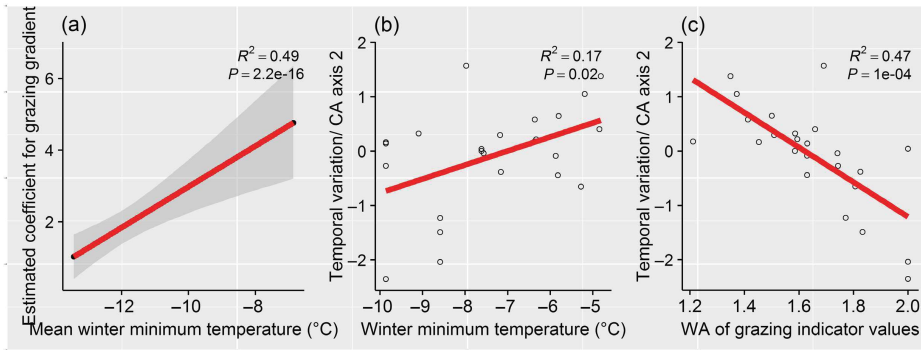 (a)
R² = 0.49
P = 2.2e-16
Estimated coefficient for grazing gradient
6
4
2
−12
−10
−8
Mean winter minimum temperature (°C)
(b)
R² = 0.17
P = 0.02
Temporal variation/ CA axis 2
2
1
0
−1
−2
−10
−9
−8
−7
−6
−5
Winter minimum temperature (°C)
(c)
R² = 0.47
P = 1e-04
Temporal variation/ CA axis 2
2
1
0
−1
−2
1.2
1.4
1.6
1.8
2.0
WA of grazing indicator values